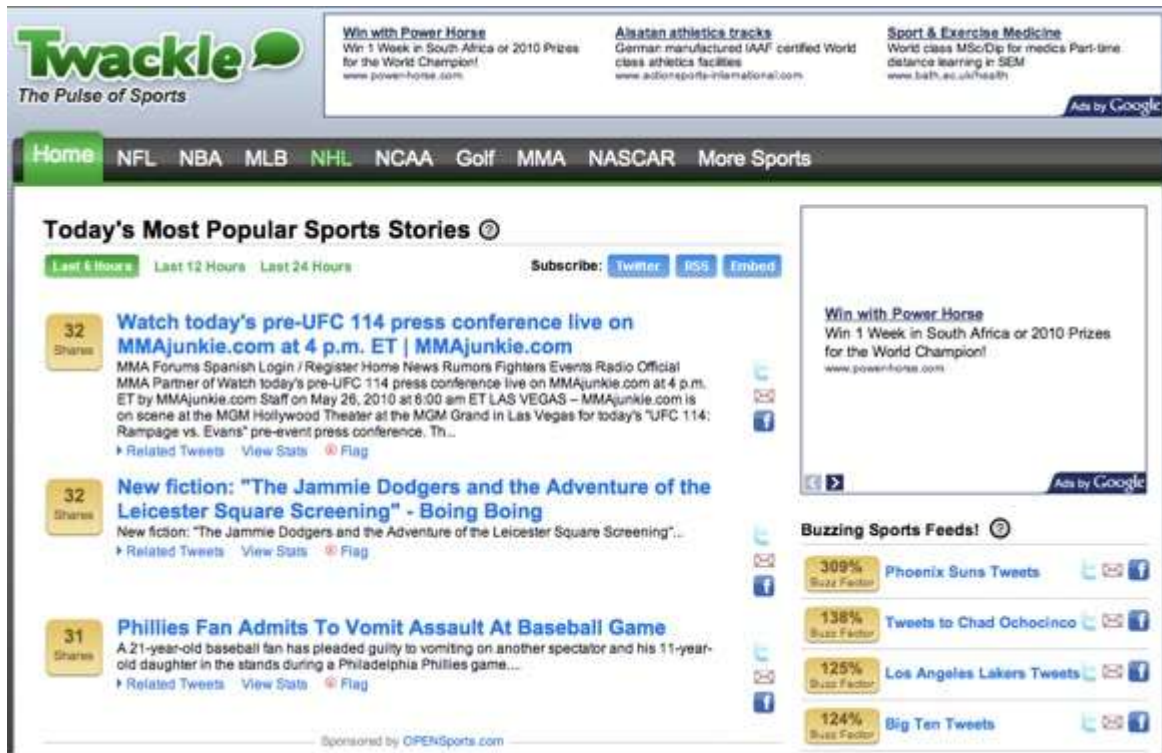 Twackle
The Pulse of Sports
Win with Power Horse
Win 1 Week in South Africa or 2010 Prizes
for the World Champion!
www.power-horse.com
Alsatan athletics tracks
German manufactured IAAF certified World
class athletics facilities
www.actionsports-international.com
Sport & Exercise Medicine
World class MSc/Dip for medics Part-time
distance learning in SEM
www.bath.ac.uk/health
Ads by Google
Home NFL NBA MLB NHL NCAA Golf MMA NASCAR More Sports
Today's Most Popular Sports Stories ?
Last 6 Hours Last 12 Hours Last 24 Hours
Subscribe: Twitter RSS Embed
32
Shares
Watch today's pre-UFC 114 press conference live on
MMAjunkie.com at 4 p.m. ET | MMAjunkie.com
MMA Forums Spanish Login / Register Home News Rumors Fighters Events Radio Official
MMA Partner of Watch today's pre-UFC 114 press conference live on MMAjunkie.com at 4 p.m.
ET by MMAjunkie.com Staff on May 26, 2010 at 6:00 am ET LAS VEGAS – MMAjunkie.com is
on scene at the MGM Hollywood Theater at the MGM Grand in Las Vegas for today's "UFC 114:
Rampage vs. Evans" pre-event press conference. Th...
Related Tweets View Stats Flag
32
Shares
New fiction: "The Jammie Dodgers and the Adventure of the
Leicester Square Screening" - Boing Boing
New fiction: "The Jammie Dodgers and the Adventure of the Leicester Square Screening"...
Related Tweets View Stats Flag
31
Shares
Phillies Fan Admits To Vomit Assault At Baseball Game
A 21-year-old baseball fan has pleaded guilty to vomiting on another spectator and his 11-year-
old daughter in the stands during a Philadelphia Phillies game....
Related Tweets View Stats Flag
Sponsored by OPENSports.com
Win with Power Horse
Win 1 Week in South Africa or 2010 Prizes
for the World Champion!
www.power-horse.com
Ads by Google
Buzzing Sports Feeds! ?
309%
Buzz Factor
Phoenix Suns Tweets
138%
Buzz Factor
Tweets to Chad Ochocinco
125%
Buzz Factor
Los Angeles Lakers Tweets
124%
Buzz Factor
Big Ten Tweets